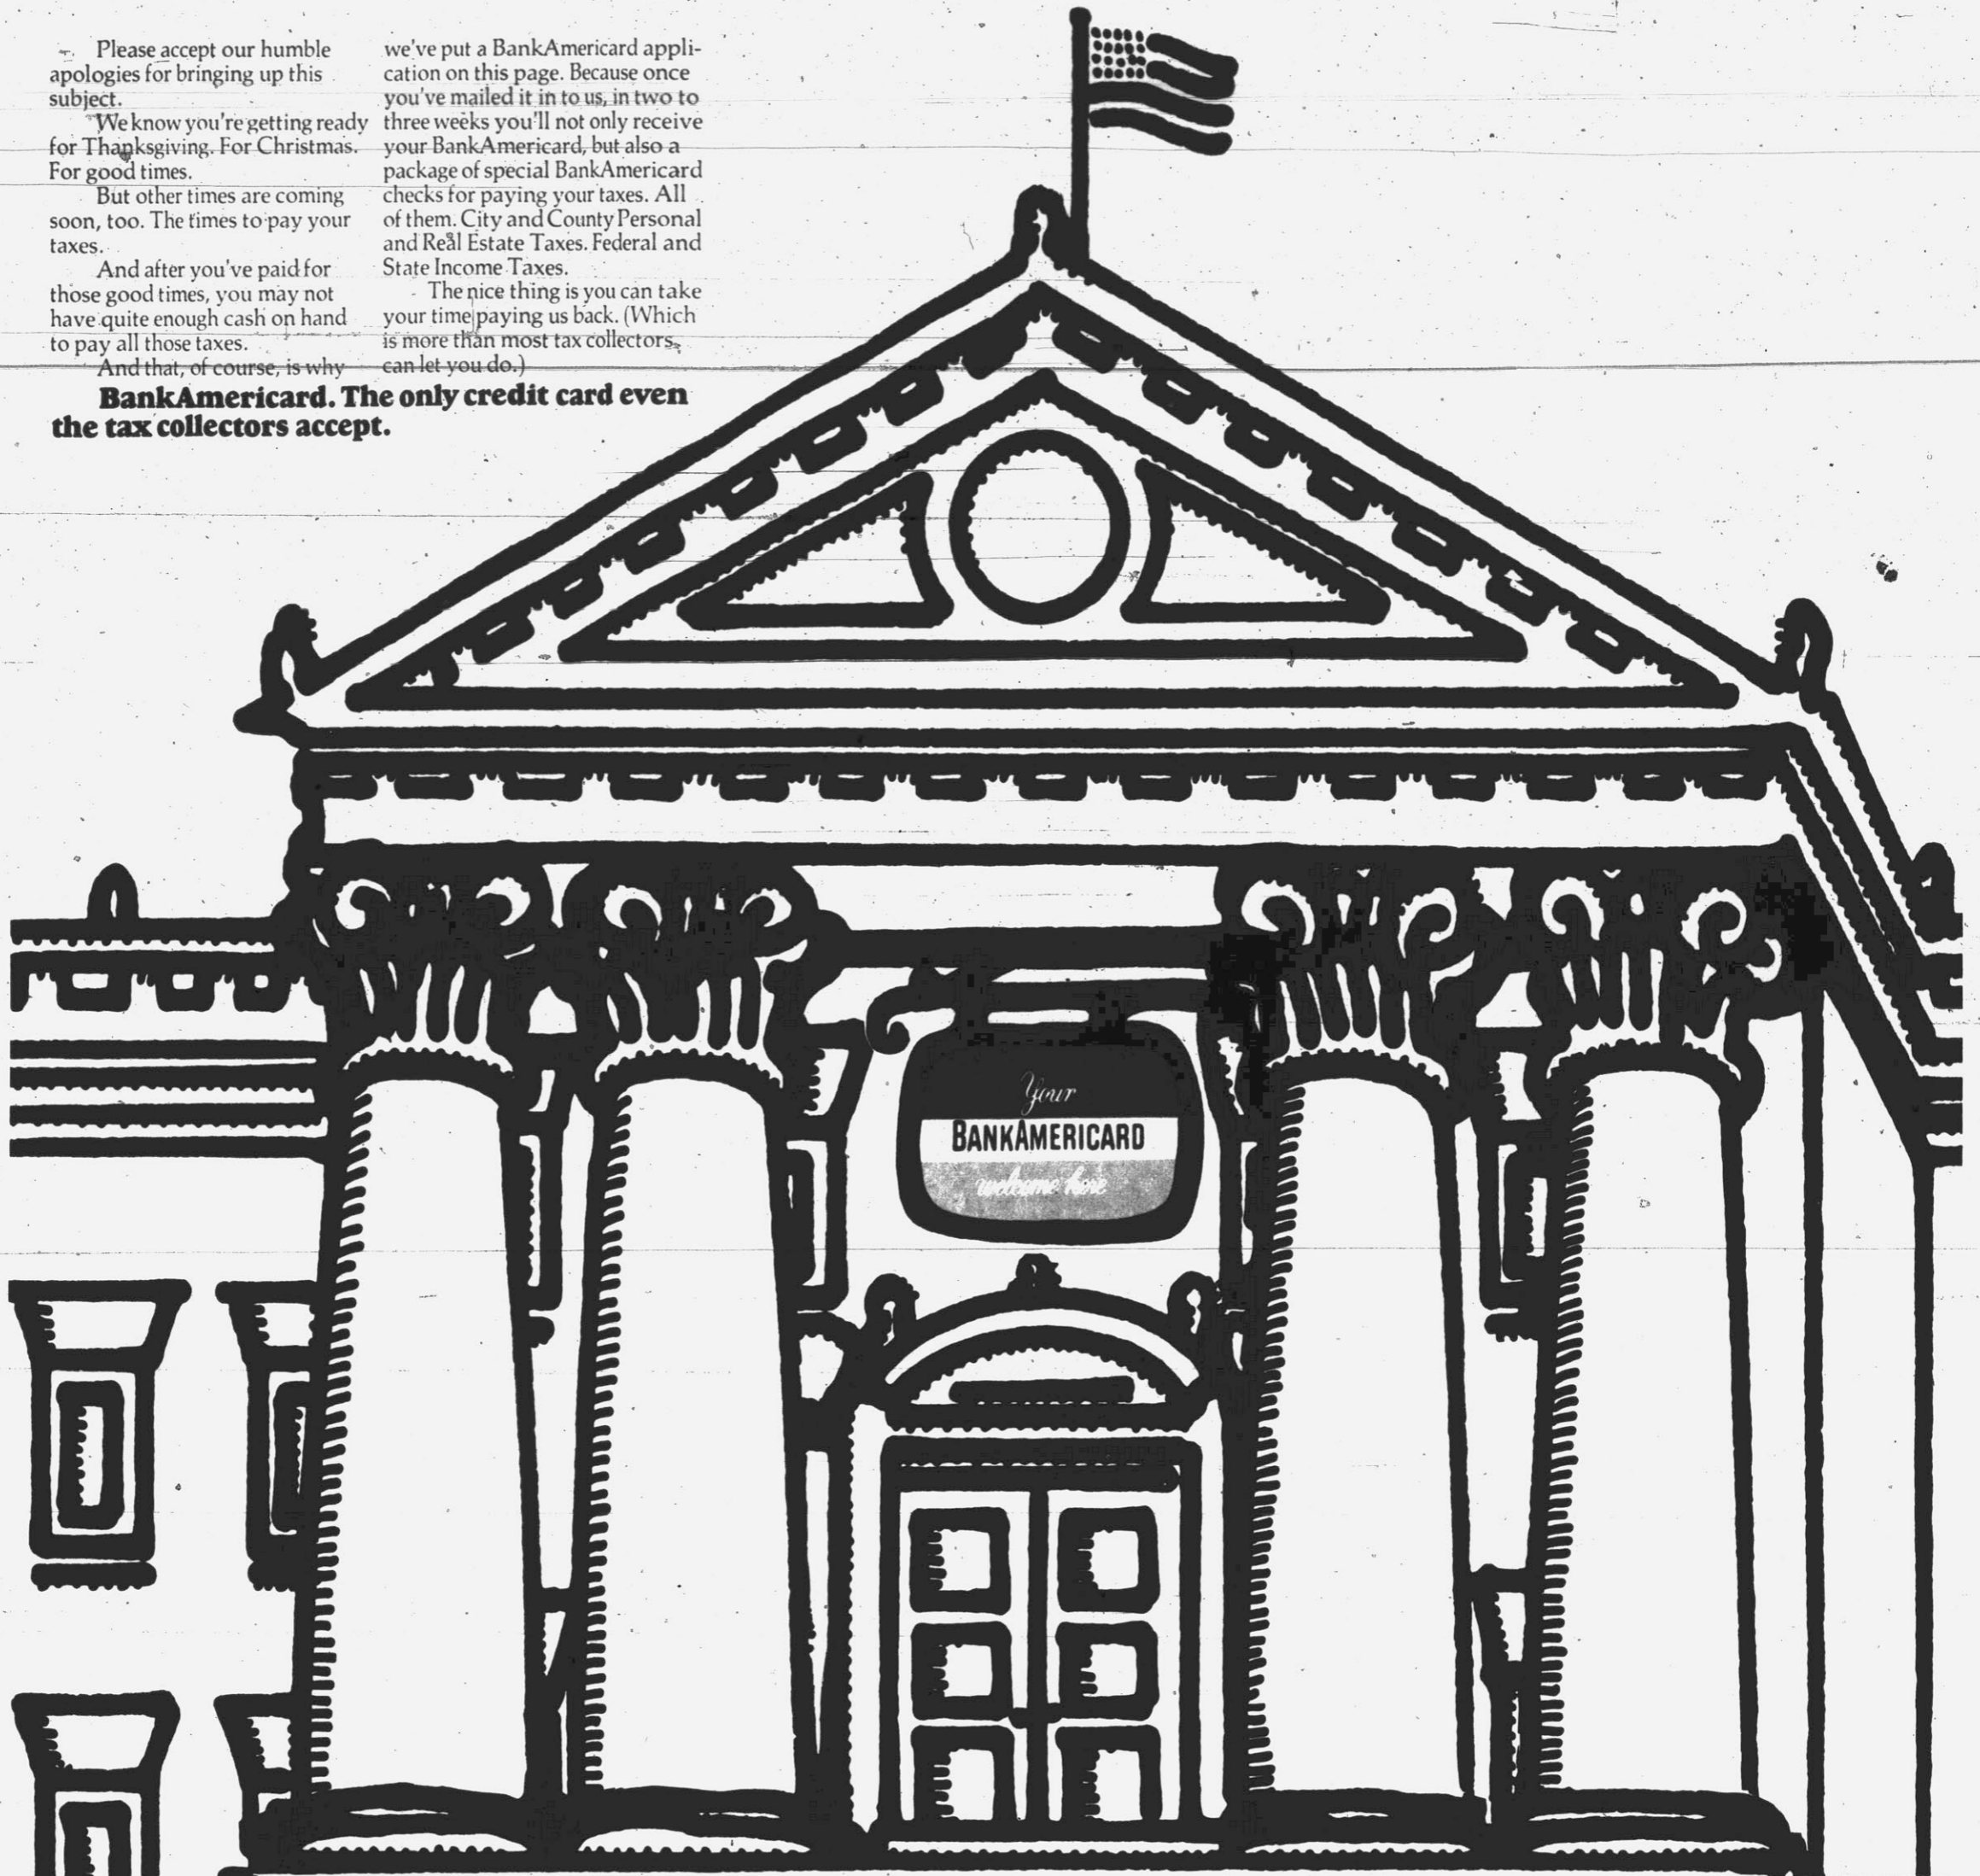 Please accept our humble
apologies for bringing up this
subject.
We know you're getting ready
for Thanksgiving. For Christmas.
For good times.
But other times are coming
soon, too. The times to pay your
taxes.
And after you've paid for
those good times, you may not
have quite enough cash on hand
to pay all those taxes.
And that, of course, is why
we've put a BankAmericard appli-
cation on this page. Because once
you've mailed it in to us, in two to
three weeks you'll not only receive
your BankAmericard, but also a
package of special BankAmericard
checks for paying your taxes. All
of them. City and County Personal
and Real Estate Taxes. Federal and
State Income Taxes.
The nice thing is you can take
your time paying us back. (Which
is more than most tax collectors
can let you do.)
BankAmericard. The only credit card even
the tax collectors accept.
Your
BANKAMERICARD
welcome here